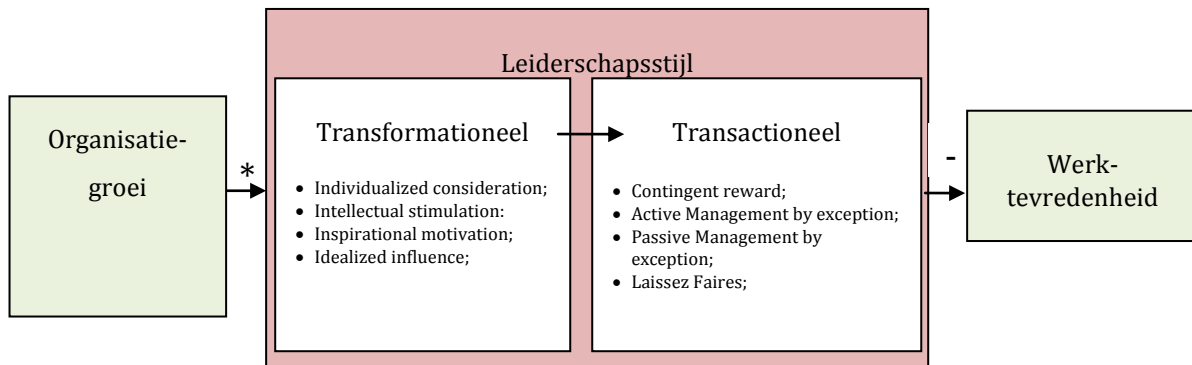 Leiderschapsstijl
Organisatie-
groei
*
Transformationeel
• Individualized consideration;
• Intellectual stimulation:
• Inspirational motivation;
• Idealized influence;
Transactioneel
• Contingent reward;
• Active Management by exception;
• Passive Management by
exception;
• Laissez Faires;
-
Werk-
tevredenheid